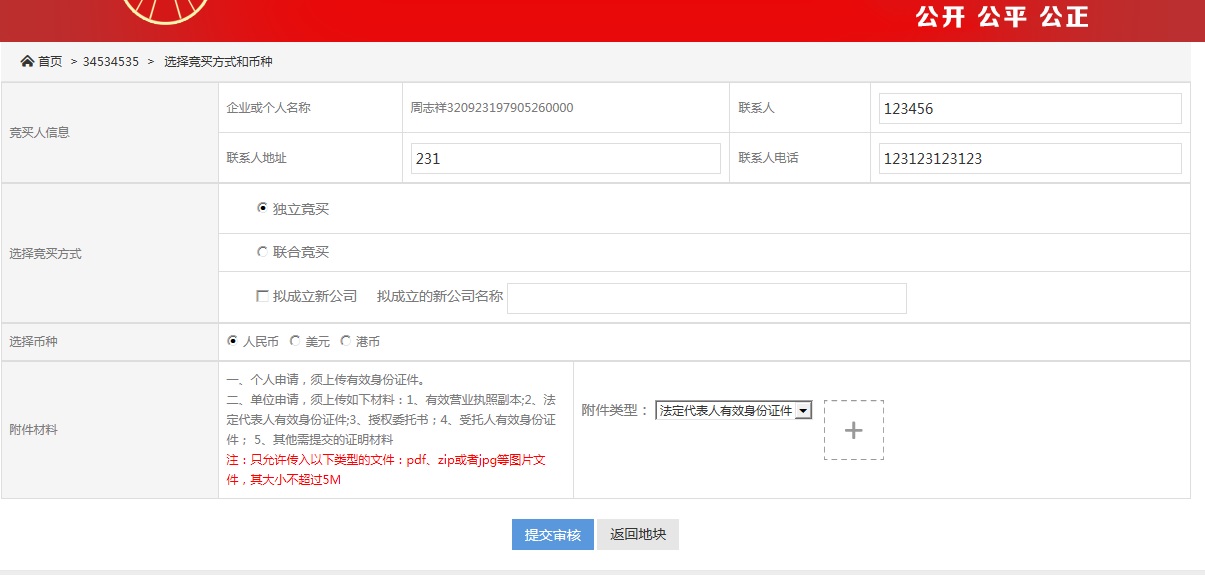 公开 公平 公正
首页 > 34534535 > 选择竞买方式和币种
竞买人信息
企业或个人名称 周志祥320923197905260000 联系人 123456
联系人地址 231 联系人电话 123123123123
选择竞买方式
独立竞买
联合竞买
拟成立新公司 拟成立的新公司名称
选择币种 人民币 美元 港币
附件材料
一、个人申请，须上传有效身份证件。
二、单位申请，须上传如下材料：1、有效营业执照副本;2、法
定代表人有效身份证件;3、授权委托书；4、受托人有效身份证
件； 5、其他需提交的证明材料
注：只允许传入以下类型的文件：pdf、zip或者jpg等图片文
件，其大小不超过5M
附件类型： 法定代表人有效身份证件
提交审核 返回地块